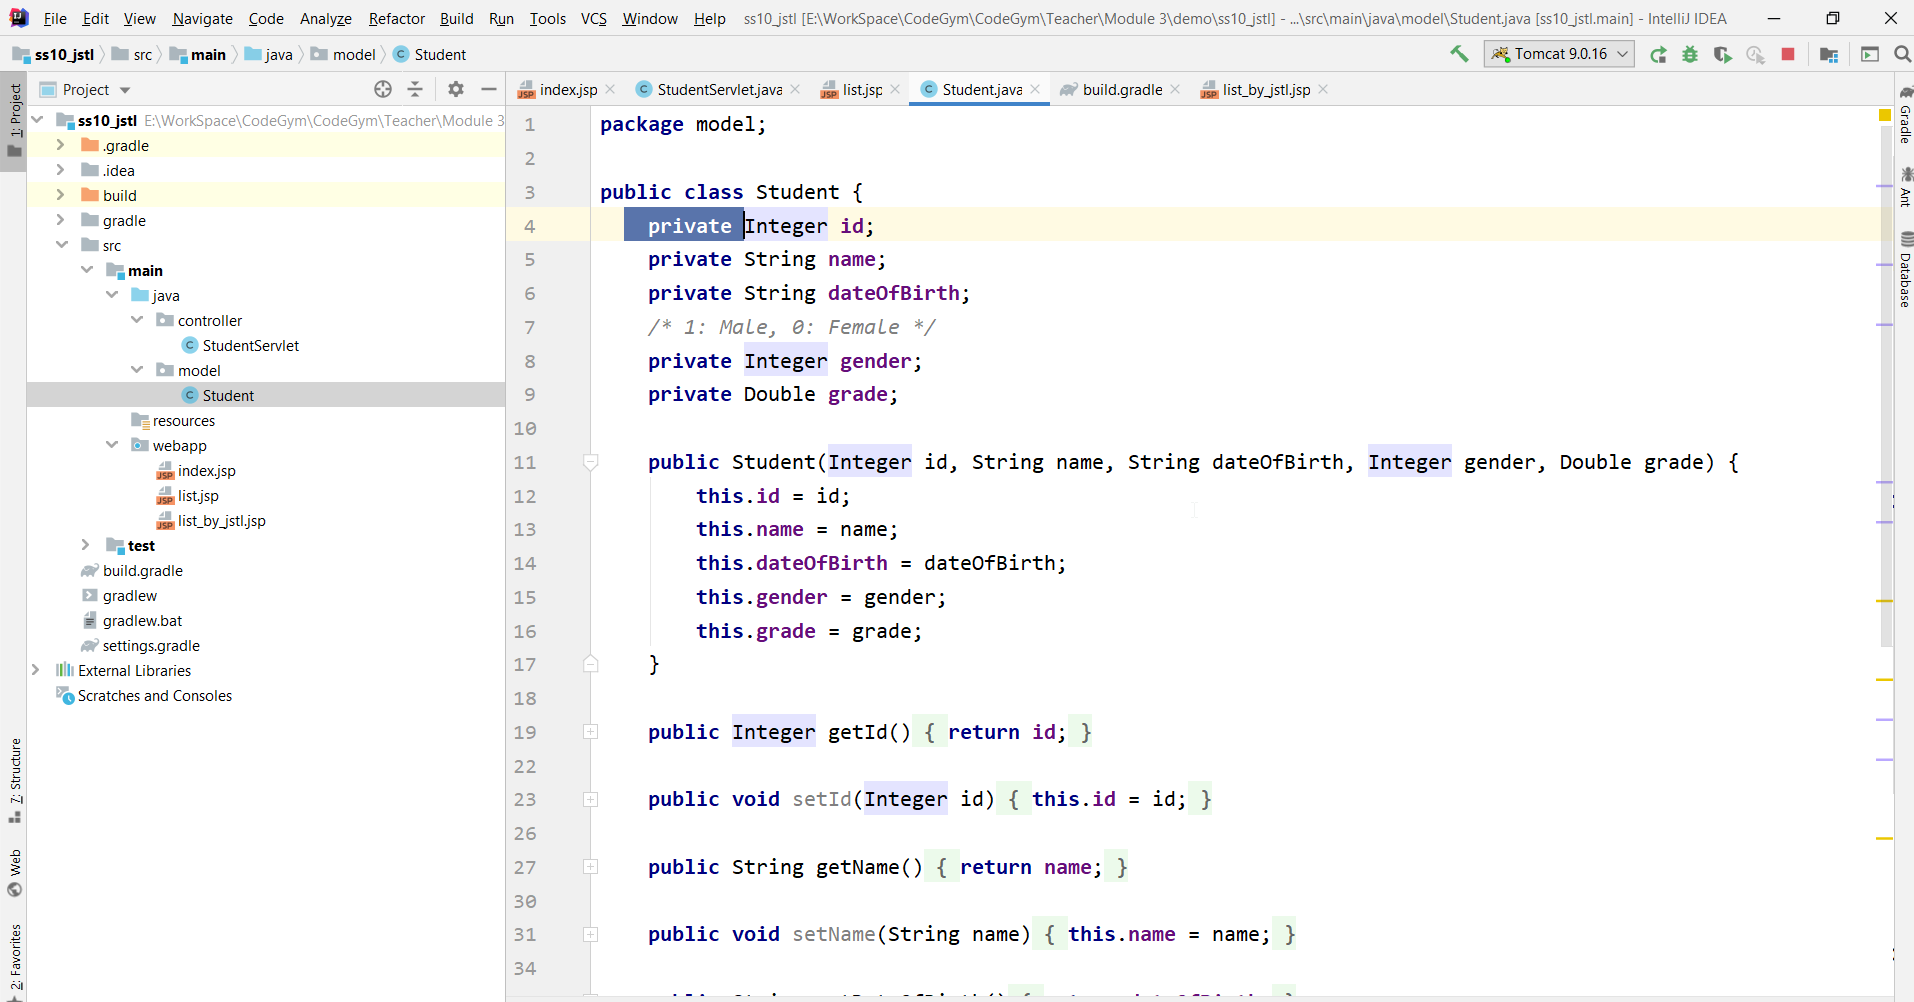 File Edit View Navigate Code Analyze Refactor Build Run Tools VCS Window Help ss10_jstl [E:\WorkSpace\CodeGym\CodeGym\Teacher\Module 3\demo\ss10_jstl] - ...\src\main\java\model\Student.java [ss10_jstl.main] - IntelliJ IDEA
ss10_jstl src main java model Student Tomcat 9.0.16
1: Project
7: Structure
Web
2: Favorites
Project
ss10_jstl E:\WorkSpace\CodeGym\CodeGym\Teacher\Module 3
.gradle
.idea
build
gradle
src
main
java
controller
StudentServlet
model
Student
resources
webapp
index.jsp
list.jsp
list_by_jstl.jsp
test
build.gradle
gradlew
gradlew.bat
settings.gradle
External Libraries
Scratches and Consoles
index.jsp StudentServlet.java list.jsp Student.java build.gradle list_by_jstl.jsp
1 package model;
2
3 public class Student {
4 private Integer id;
5 private String name;
6 private String dateOfBirth;
7 /* 1: Male, 0: Female */
8 private Integer gender;
9 private Double grade;
10
11 public Student(Integer id, String name, String dateOfBirth, Integer gender, Double grade) {
12 this.id = id;
13 this.name = name;
14 this.dateOfBirth = dateOfBirth;
15 this.gender = gender;
16 this.grade = grade;
17 }
18
19 public Integer getId() { return id; }
22
23 public void setId(Integer id) { this.id = id; }
26
27 public String getName() { return name; }
30
31 public void setName(String name) { this.name = name; }
34
Gradle
Ant
Database